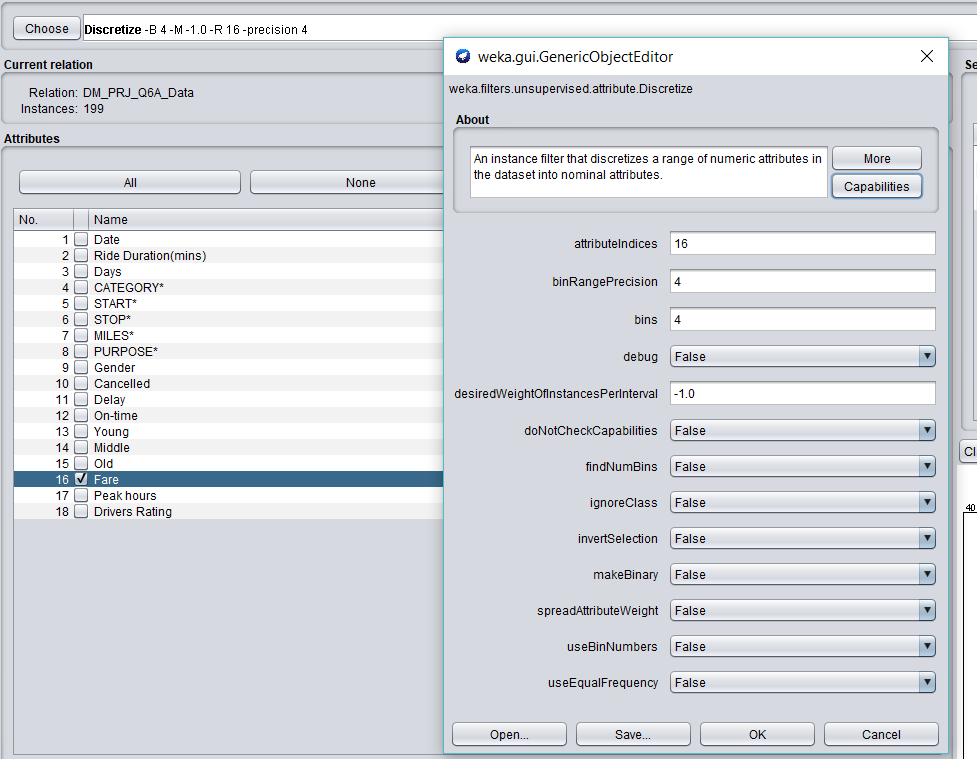 Choose
Discretize -B 4 -M -1.0 -R 16 -precision 4
Current relation
Relation: DM_PRJ_Q6A_Data
Instances: 199
Attributes
All
None
No.
Name
1 Date
2 Ride Duration(mins)
3 Days
4 CATEGORY*
5 START*
6 STOP*
7 MILES*
8 PURPOSE*
9 Gender
10 Cancelled
11 Delay
12 On-time
13 Young
14 Middle
15 Old
16 Fare
17 Peak hours
18 Drivers Rating
weka.gui.GenericObjectEditor
weka.filters.unsupervised.attribute.Discretize
About
An instance filter that discretizes a range of numeric attributes in
the dataset into nominal attributes.
More
Capabilities
attributeIndices 16
binRangePrecision 4
bins 4
debug False
desiredWeightOfInstancesPerInterval -1.0
doNotCheckCapabilities False
findNumBins False
ignoreClass False
invertSelection False
makeBinary False
spreadAttributeWeight False
useBinNumbers False
useEqualFrequency False
Open...
Save...
OK
Cancel
Se
Cl
40